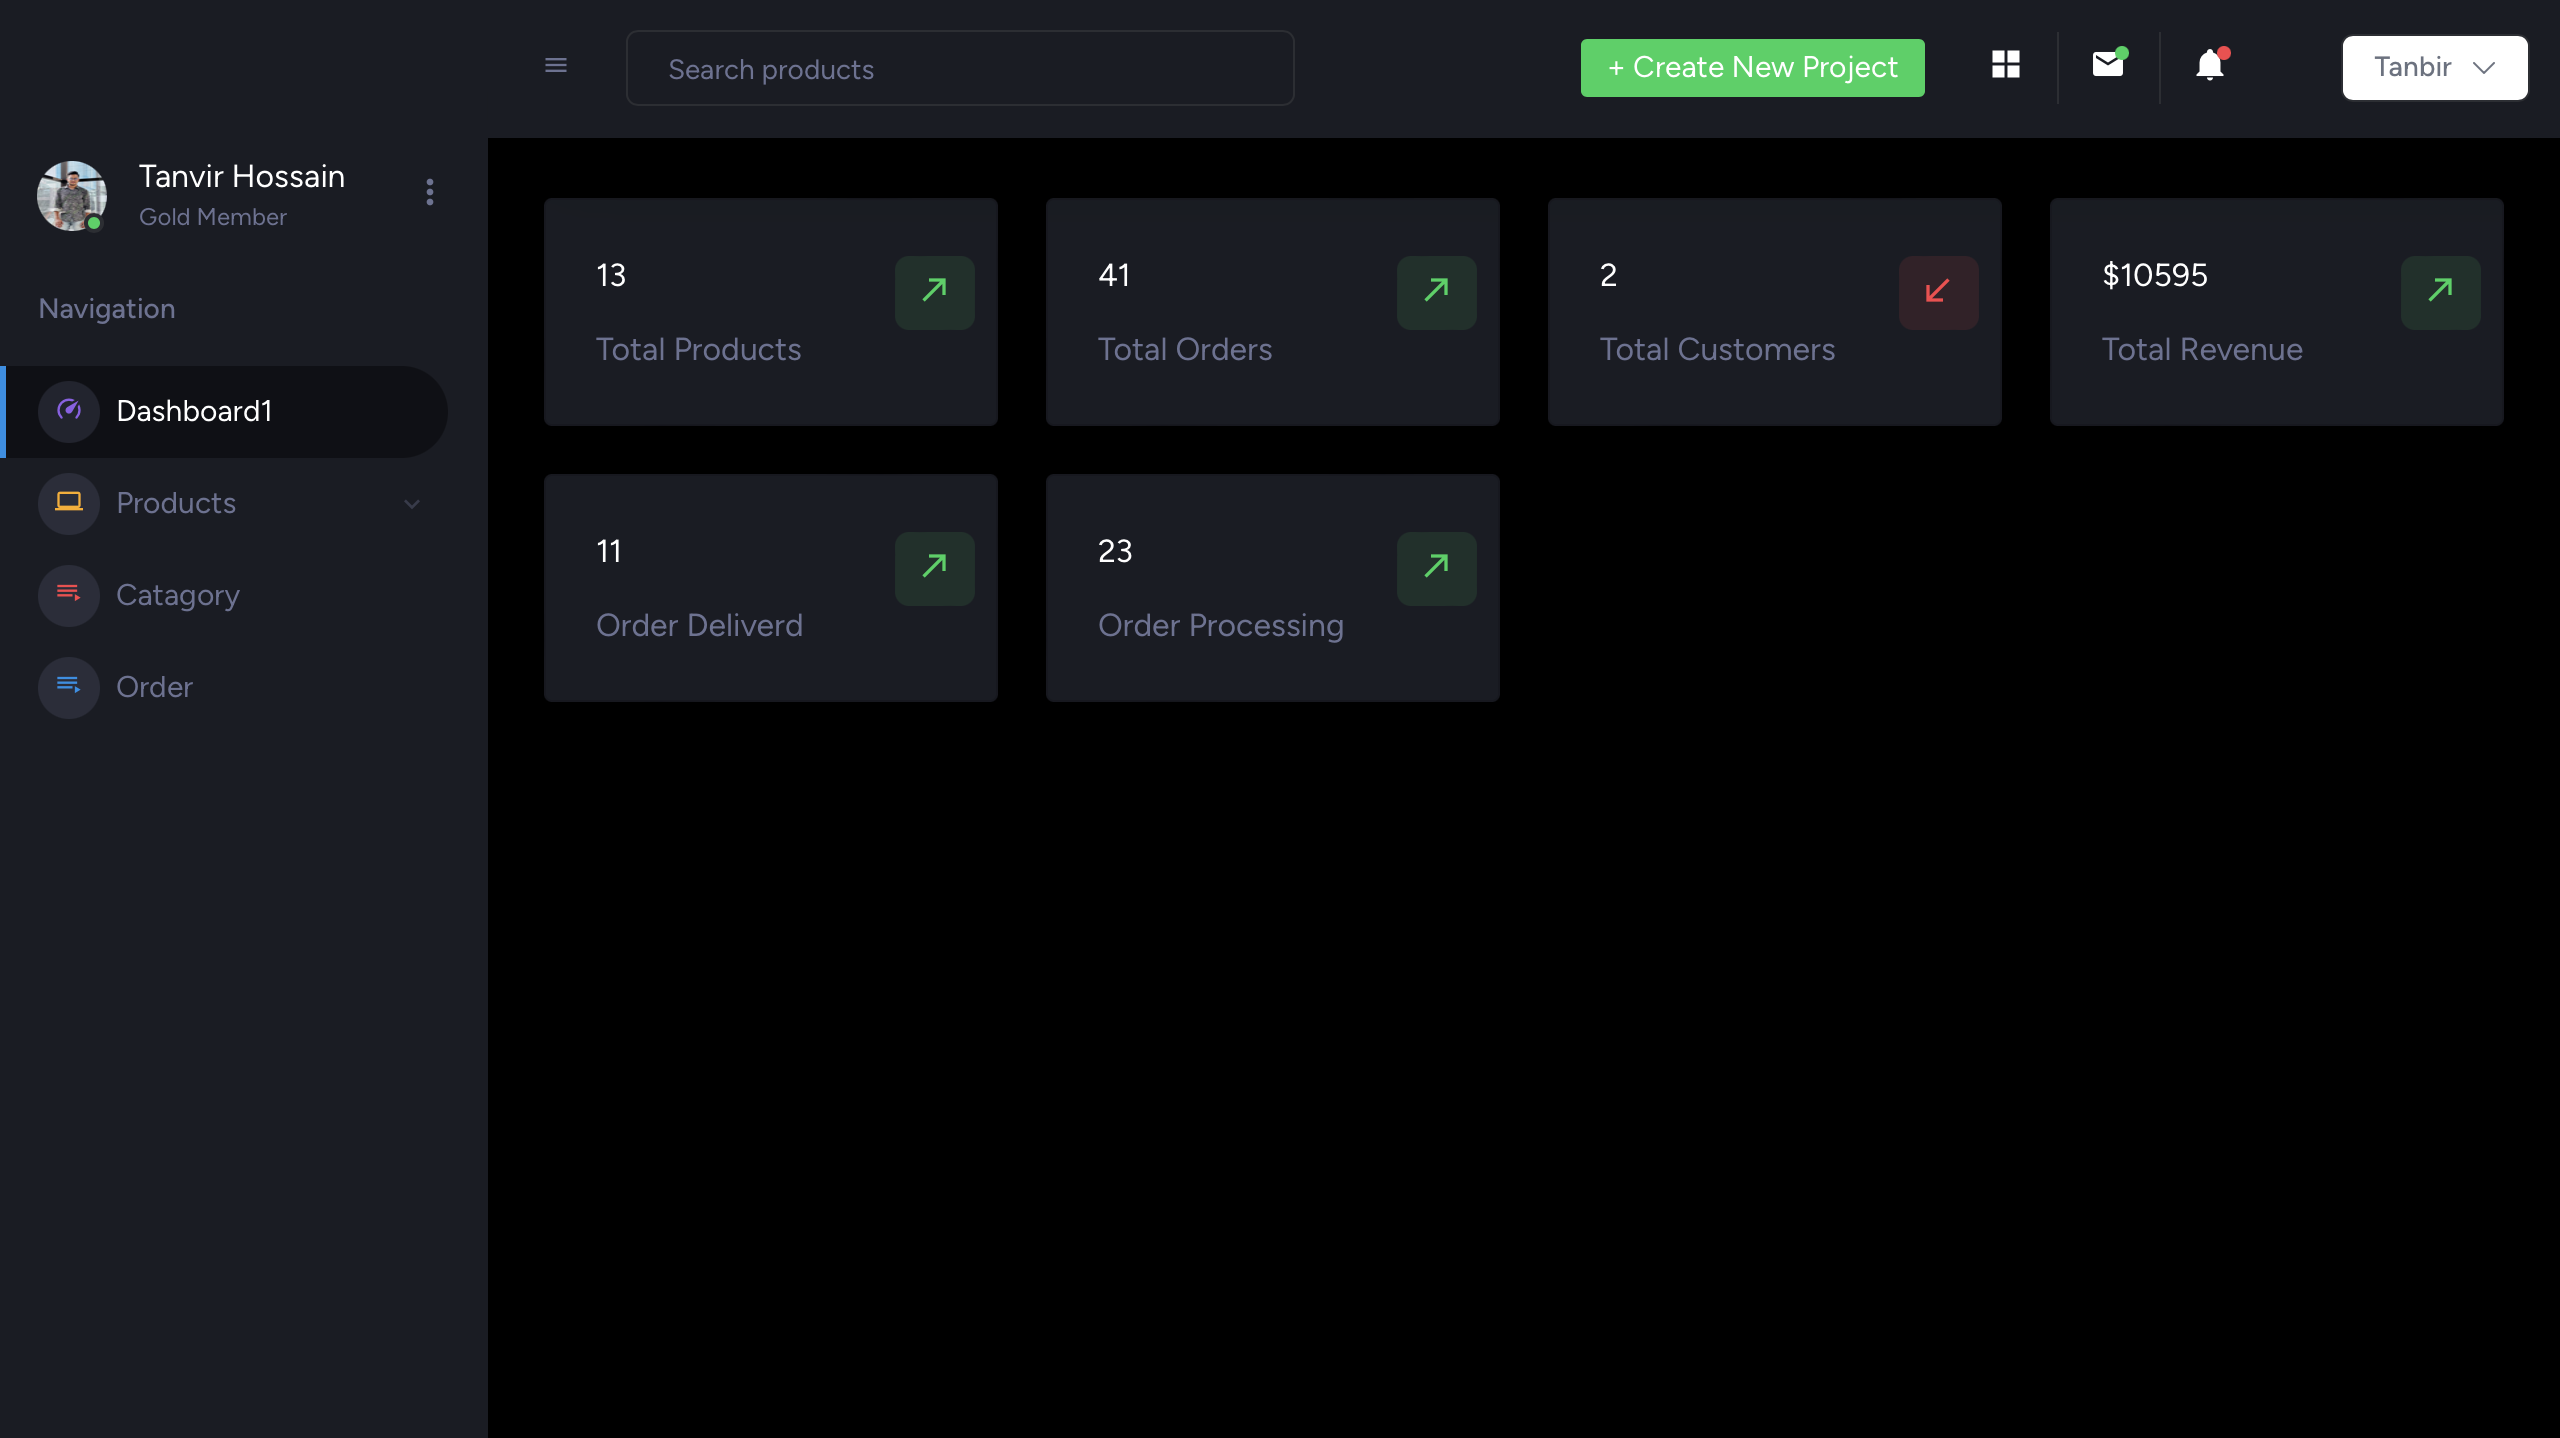 Search products
+ Create New Project
Tanbir
Tanvir Hossain
Gold Member
Navigation
Dashboard1
Products
Catagory
Order
13
Total Products
41
Total Orders
2
Total Customers
$10595
Total Revenue
11
Order Deliverd
23
Order Processing